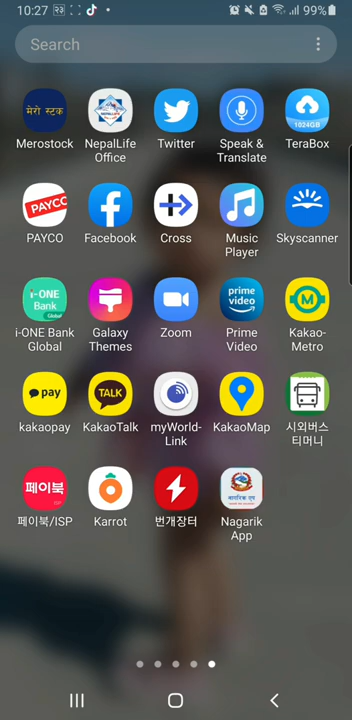 10:27 २३ 99%
Search
मेरो स्टक
1024GB
Merostock
NepalLife
Office
Twitter
Speak &
Translate
TeraBox
PAYCO
PAYCO
Facebook
Cross
Music
Player
Skyscanner
i-ONE
Bank
Global
prime
video
M
i-ONE Bank
Global
Galaxy
Themes
Zoom
Prime
Video
Kakao-
Metro
pay
TALK
kakaopay
KakaoTalk
myWorld-
Link
KakaoMap
시외버스
티머니
페이북
नागरिक एप
페이북/ISP
Karrot
번개장터
Nagarik
App